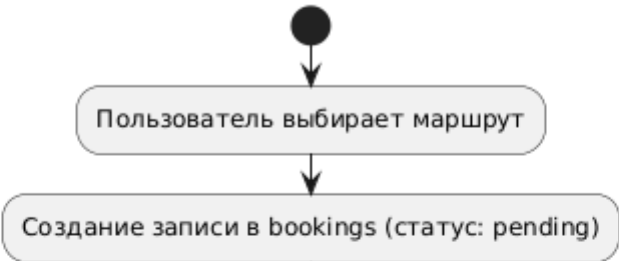 Пользователь выбирает маршрут
Создание записи в bookings (статус: pending)